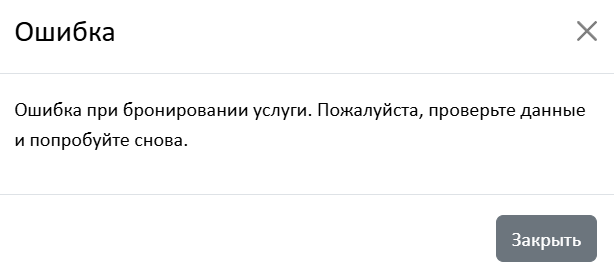 Ошибка
Ошибка при бронировании услуги. Пожалуйста, проверьте данные
и попробуйте снова.
Закрыть